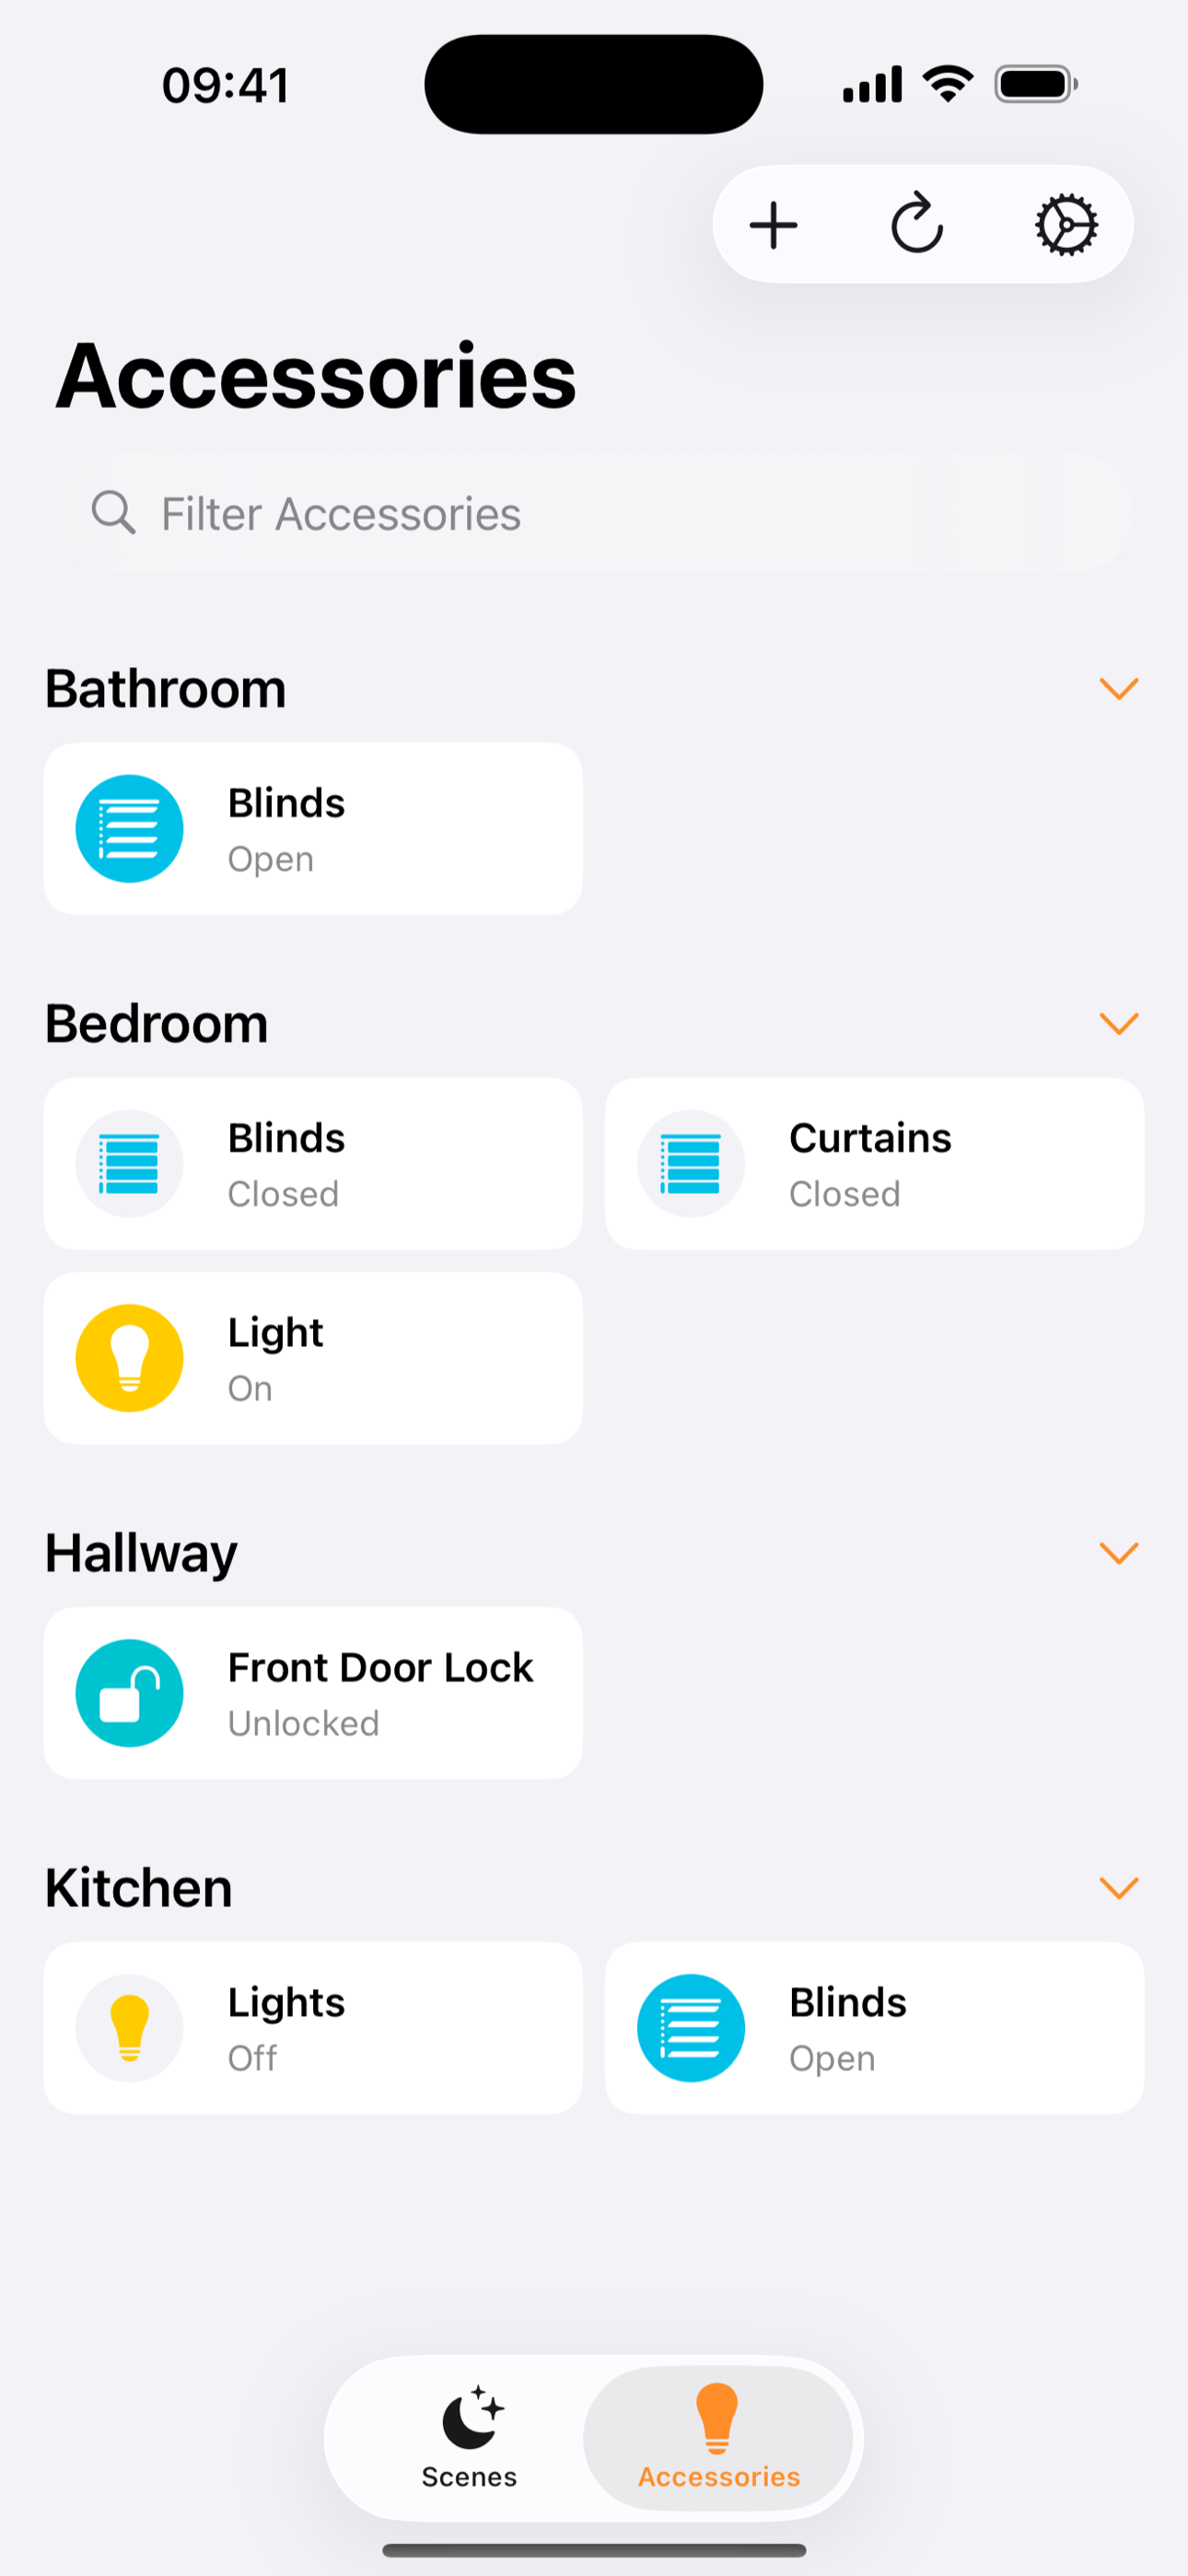 09:41
Accessories
Filter Accessories
Bathroom
Blinds
Open
Bedroom
Blinds
Closed
Curtains
Closed
Light
On
Hallway
Front Door Lock
Unlocked
Kitchen
Lights
Off
Blinds
Open
Scenes
Accessories